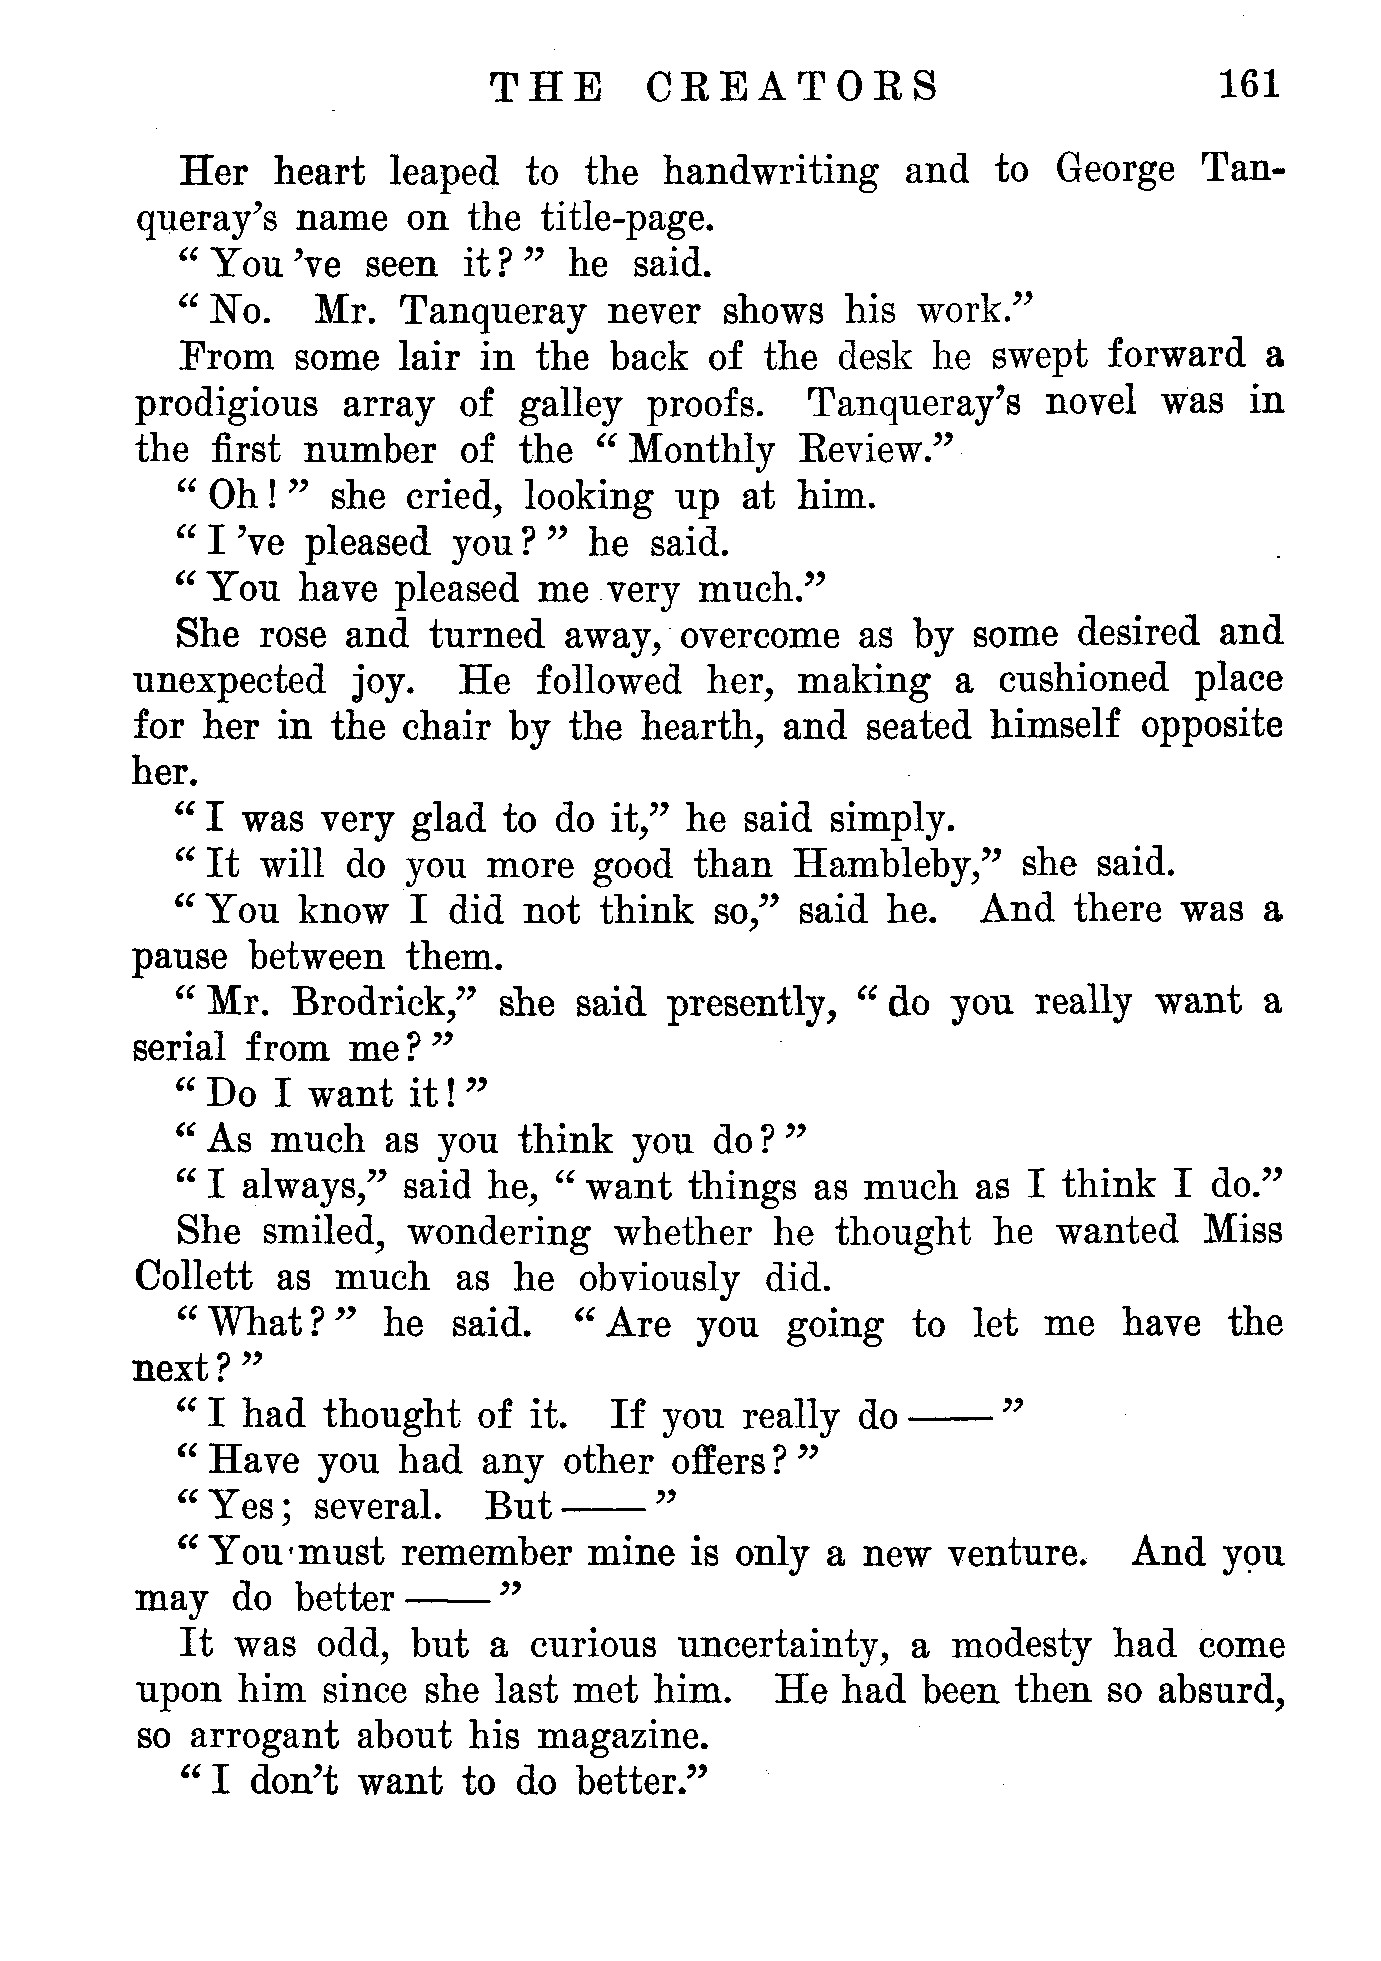 THE CREATORS 161
Her heart leaped to the handwriting and to George Tan-
queray's name on the title-page.
"You 've seen it?" he said.
"No. Mr. Tanqueray never shows his work."
From some lair in the back of the desk he swept forward a
prodigious array of galley proofs. Tanqueray's novel was in
the first number of the "Monthly Review."
"Oh!" she cried, looking up at him.
"I 've pleased you?" he said.
"You have pleased me very much."
She rose and turned away, overcome as by some desired and
unexpected joy. He followed her, making a cushioned place
for her in the chair by the hearth, and seated himself opposite
her.
"I was very glad to do it," he said simply.
"It will do you more good than Hambleby," she said.
"You know I did not think so," said he. And there was a
pause between them.
"Mr. Brodrick," she said presently, "do you really want a
serial from me?"
"Do I want it!"
"As much as you think you do?"
"I always," said he, "want things as much as I think I do."
She smiled, wondering whether he thought he wanted Miss
Collett as much as he obviously did.
"What?" he said. "Are you going to let me have the
next?"
"I had thought of it. If you really do——"
"Have you had any other offers?"
"Yes; several. But——"
"You must remember mine is only a new venture. And you
may do better——"
It was odd, but a curious uncertainty, a modesty had come
upon him since she last met him. He had been then so absurd,
so arrogant about his magazine.
"I don't want to do better."